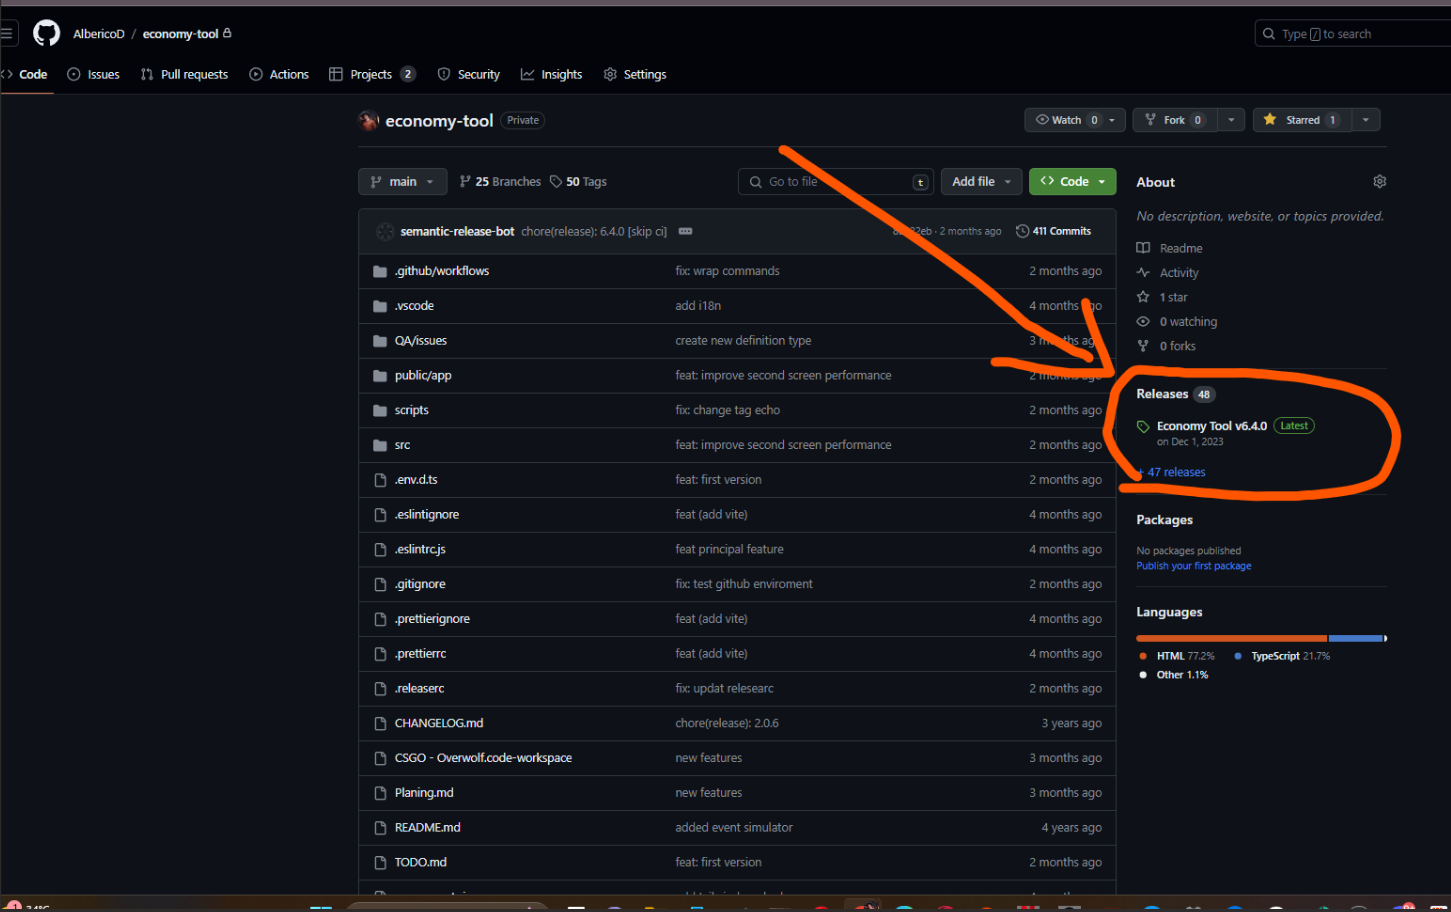 AlbericoD / economy-tool
Type / to search
Code Issues Pull requests Actions Projects 2 Security Insights Settings
economy-tool Private
Watch 0 Fork 0 Starred 1
main 25 Branches 50 Tags Go to file t Add file Code
About
No description, website, or topics provided.
semantic-release-bot chore(release): 6.4.0 [skip ci] 2 months ago 411 Commits
.github/workflows fix: wrap commands 2 months ago
.vscode add i18n 4 months ago
QA/issues create new definition type 3 months ago
public/app feat: improve second screen performance 2 months ago
scripts fix: change tag echo 2 months ago
src feat: improve second screen performance 2 months ago
.env.d.ts feat: first version 2 months ago
.eslintignore feat (add vite) 4 months ago
.eslintrc.js feat principal feature 4 months ago
.gitignore fix: test github enviroment 2 months ago
.prettierignore feat (add vite) 4 months ago
.prettierrc feat (add vite) 4 months ago
.releaserc fix: updat relesearc 2 months ago
CHANGELOG.md chore(release): 2.0.6 3 years ago
CSGO - Overwolf.code-workspace new features 3 months ago
Planing.md new features 3 months ago
README.md added event simulator 4 years ago
TODO.md feat: first version 2 months ago
Readme
Activity
1 star
0 watching
0 forks
Releases 48
Economy Tool v6.4.0 Latest
on Dec 1, 2023
+ 47 releases
Packages
No packages published
Publish your first package
Languages
HTML 77.2% TypeScript 21.7%
Other 1.1%